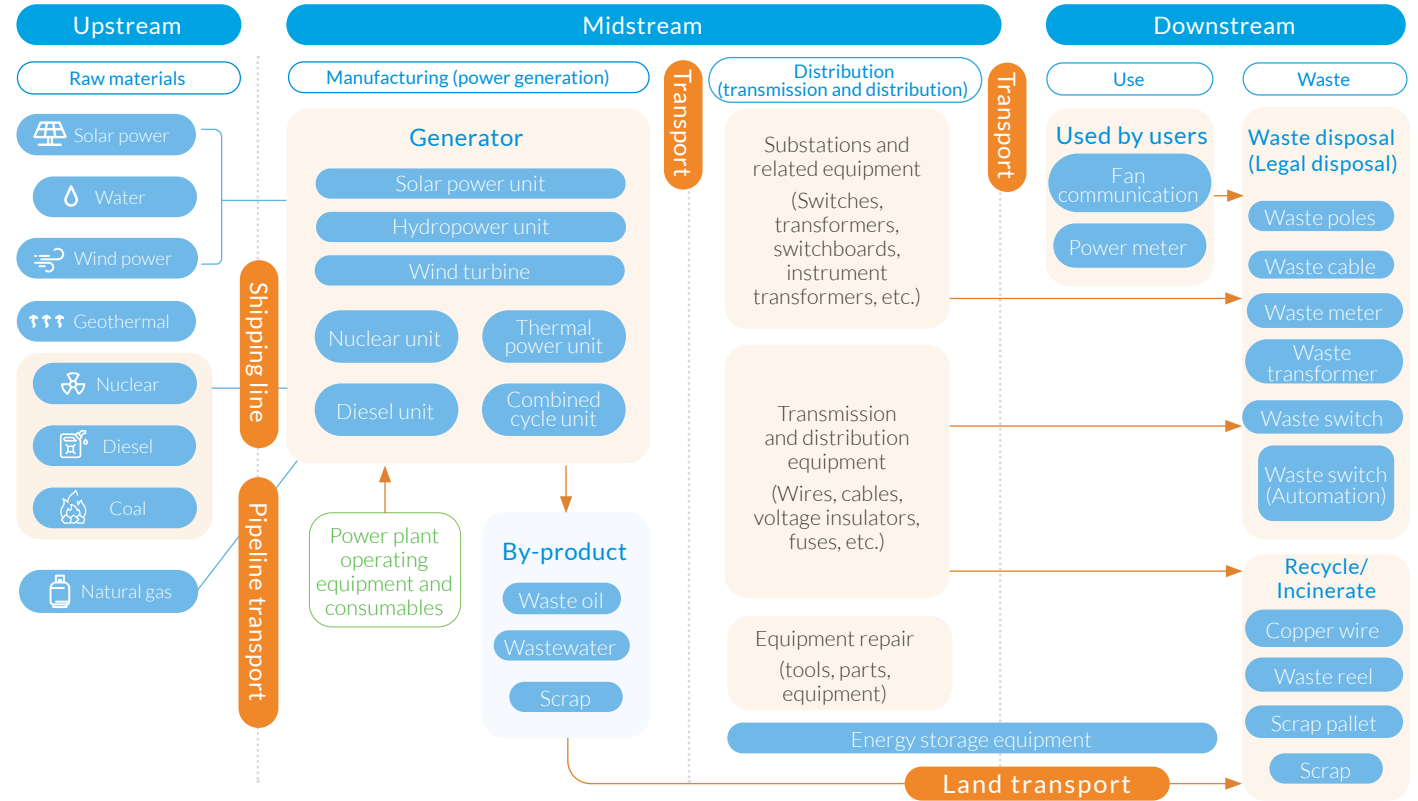 Upstream
Midstream
Downstream
Raw materials
Manufacturing (power generation)
Transport
Distribution
(transmission and distribution)
Transport
Use
Waste
Solar power
Water
Wind power
Geothermal
Nuclear
Diesel
Coal
Natural gas
Shipping line
Pipeline transport
Generator
Solar power unit
Hydropower unit
Wind turbine
Nuclear unit
Thermal
power unit
Diesel unit
Combined
cycle unit
Power plant
operating
equipment and
consumables
By-product
Waste oil
Wastewater
Scrap
Substations and
related equipment
(Switches,
transformers,
switchboards,
instrument
transformers, etc.)
Transmission
and distribution
equipment
(Wires, cables,
voltage insulators,
fuses, etc.)
Equipment repair
(tools, parts,
equipment)
Energy storage equipment
Land transport
Used by users
Fan
communication
Power meter
Waste disposal
(Legal disposal)
Waste poles
Waste cable
Waste meter
Waste
transformer
Waste switch
Waste switch
(Automation)
Recycle/
Incinerate
Copper wire
Waste reel
Scrap pallet
Scrap